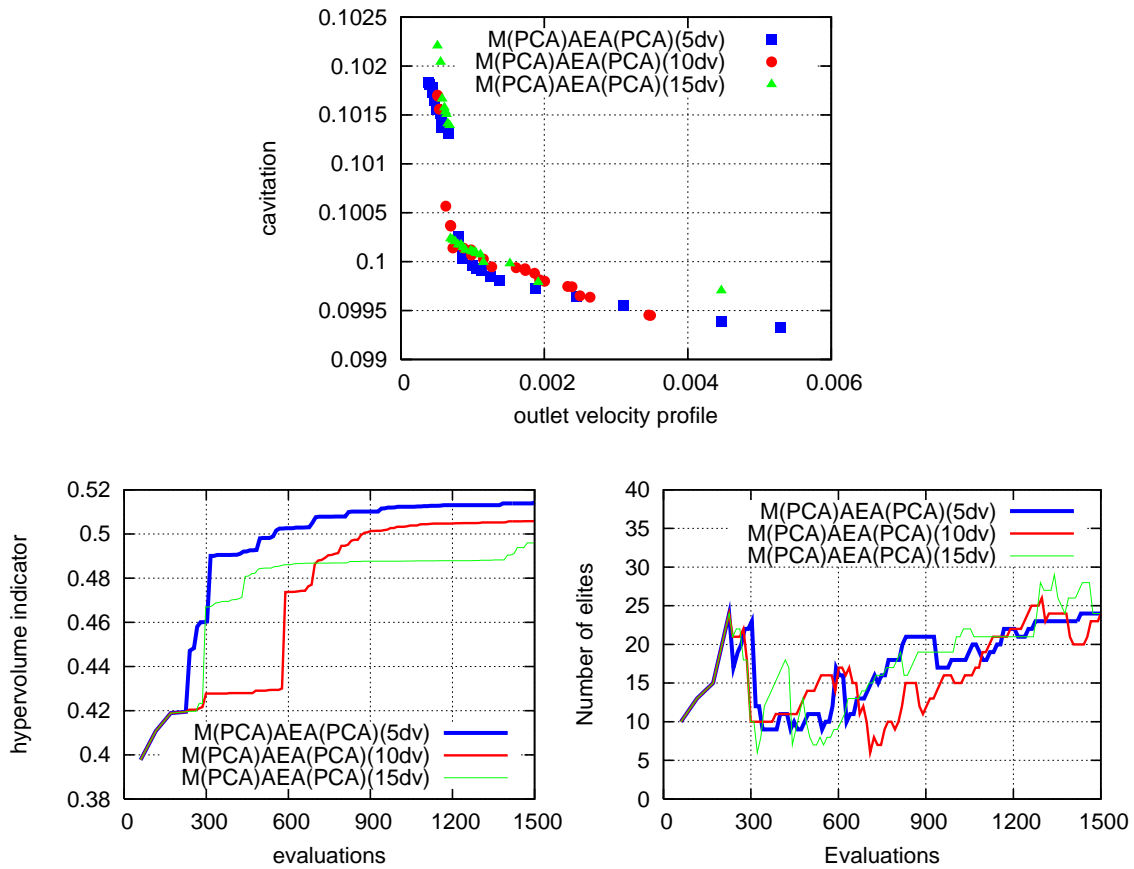 0.1025
0.102
0.1015
0.101
0.1005
0.1
0.0995
0.099
cavitation
M(PCA)AEA(PCA)(5dv)
M(PCA)AEA(PCA)(10dv)
M(PCA)AEA(PCA)(15dv)
0 0.002 0.004 0.006
outlet velocity profile
0.52
0.5
0.48
0.46
0.44
0.42
0.4
0.38
hypervolume indicator
M(PCA)AEA(PCA)(5dv)
M(PCA)AEA(PCA)(10dv)
M(PCA)AEA(PCA)(15dv)
0 300 600 900 1200 1500
evaluations
40
35
30
25
20
15
10
5
0
Number of elites
M(PCA)AEA(PCA)(5dv)
M(PCA)AEA(PCA)(10dv)
M(PCA)AEA(PCA)(15dv)
0 300 600 900 1200 1500
Evaluations